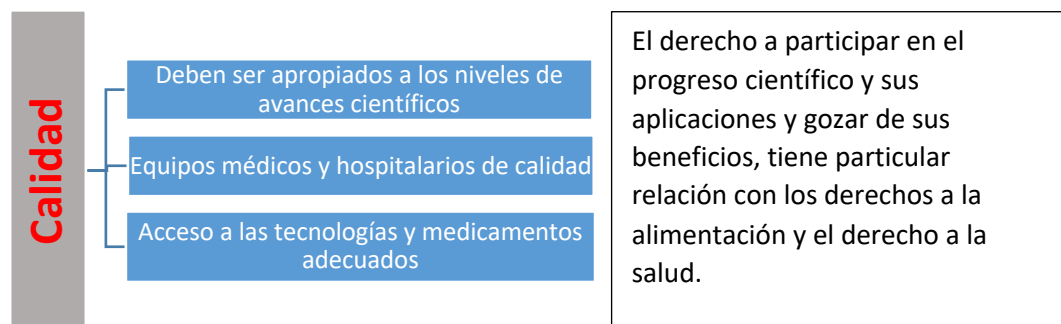 Calidad
Deben ser apropiados a los niveles de
avances científicos
Equipos médicos y hospitalarios de calidad
Acceso a las tecnologías y medicamentos
adecuados
El derecho a participar en el
progreso científico y sus
aplicaciones y gozar de sus
beneficios, tiene particular
relación con los derechos a la
alimentación y el derecho a la
salud.